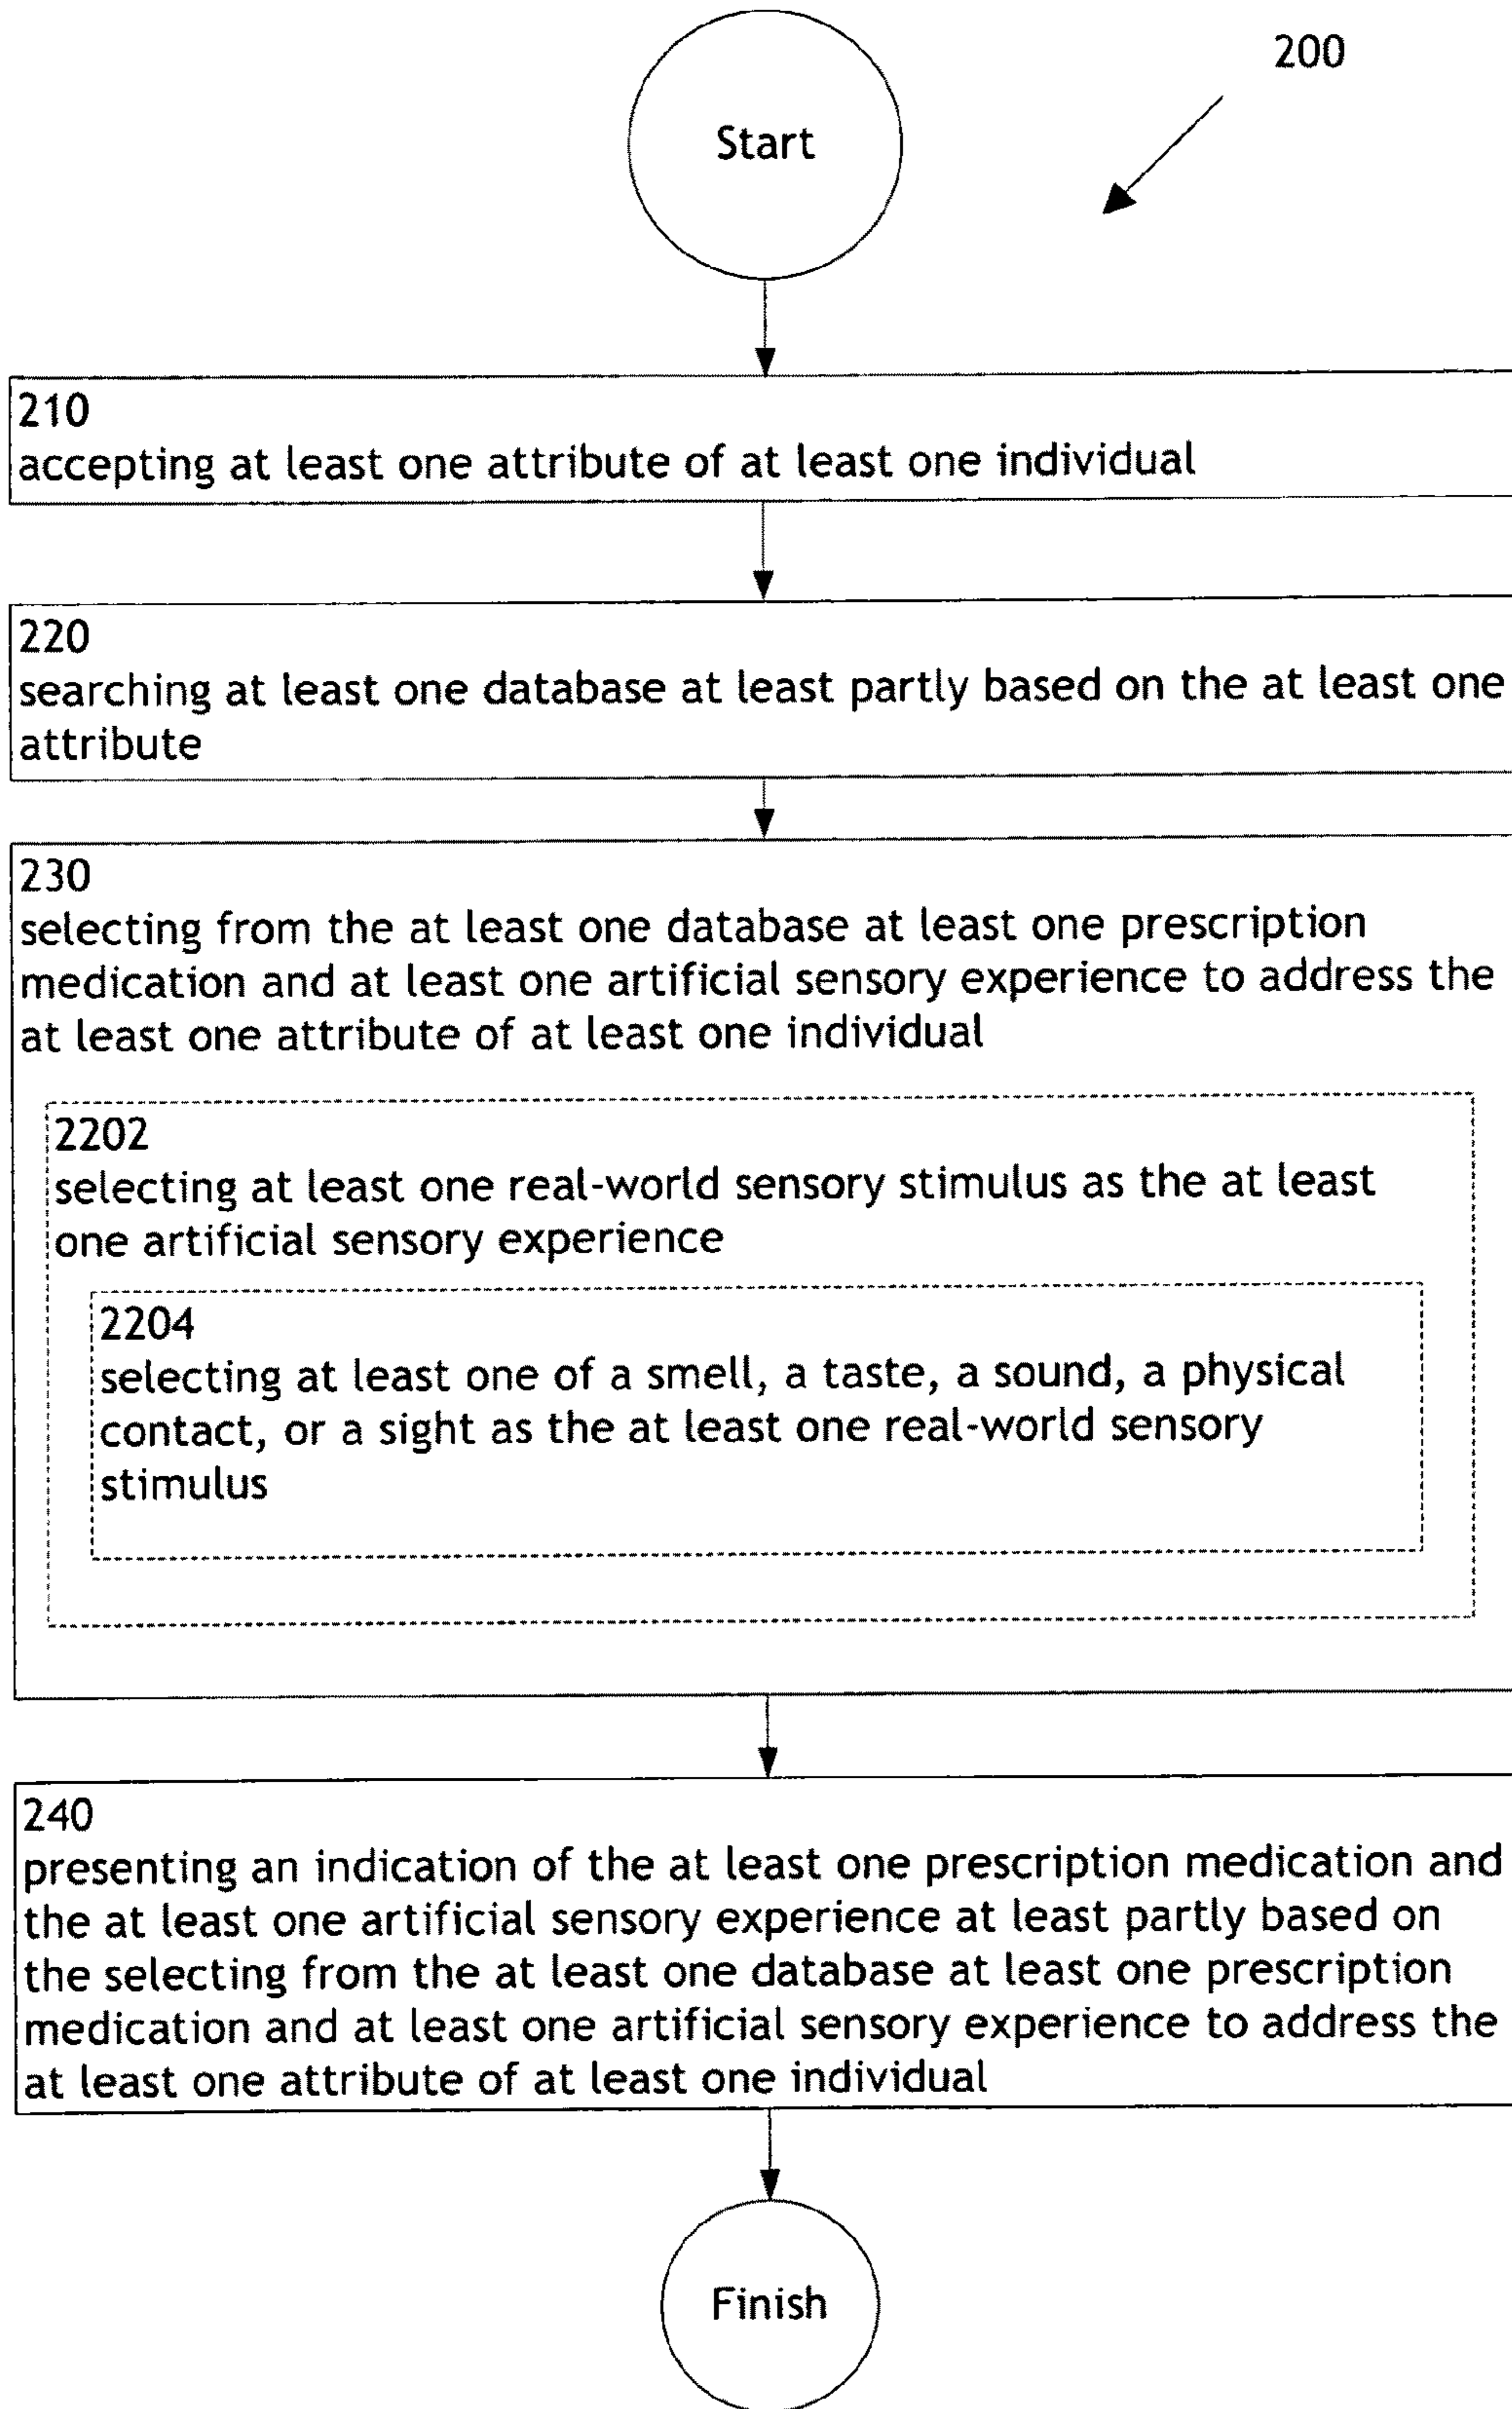 200
Start
210
accepting at least one attribute of at least one individual
220
searching at least one database at least partly based on the at least one
attribute
230
selecting from the at least one database at least one prescription
medication and at least one artificial sensory experience to address the
at least one attribute of at least one individual
2202
selecting at least one real-world sensory stimulus as the at least
one artificial sensory experience
2204
selecting at least one of a smell, a taste, a sound, a physical
contact, or a sight as the at least one real-world sensory
stimulus
240
presenting an indication of the at least one prescription medication and
the at least one artificial sensory experience at least partly based on
the selecting from the at least one database at least one prescription
medication and at least one artificial sensory experience to address the
at least one attribute of at least one individual
Finish